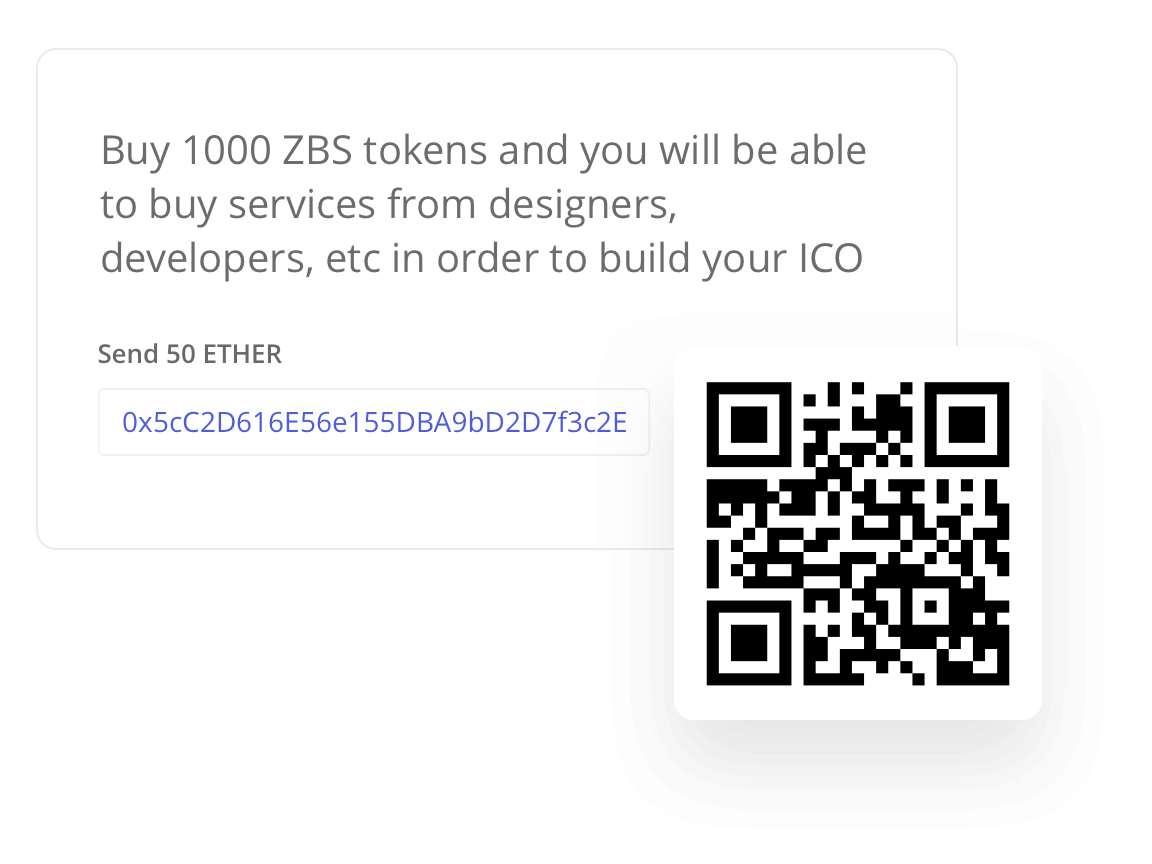 Buy 1000 ZBS tokens and you will be able
to buy services from designers,
developers, etc in order to build your ICO
Send 50 ETHER
0x5cC2D616E56e155DBA9bD2D7f3c2E